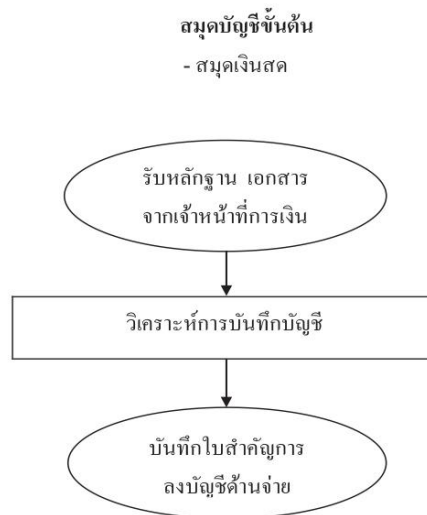 สมุดบัญชีขั้นต้น
- สมุดเงินสด
รับหลักฐาน เอกสาร
จากเจ้าหน้าที่การเงิน
วิเคราะห์การบันทึกบัญชี
บันทึกใบสำคัญการ
ลงบัญชีด้านจ่าย